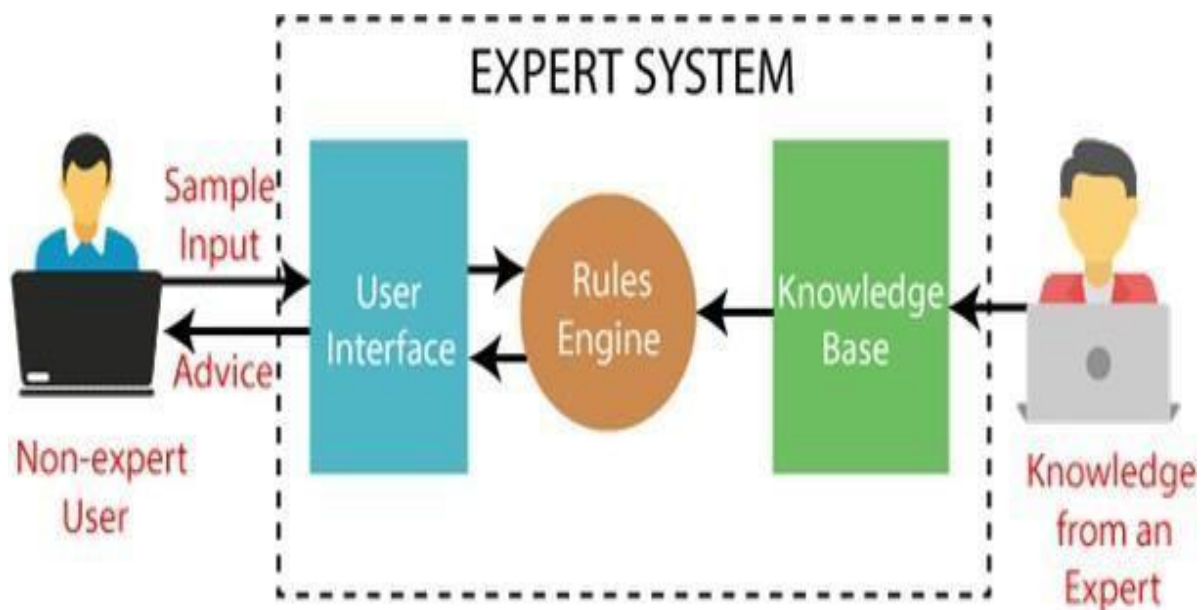 EXPERT SYSTEM
Sample
Input
Advice
Non-expert
User
User
Interface
Rules
Engine
Knowledge
Base
Knowledge
from an
Expert